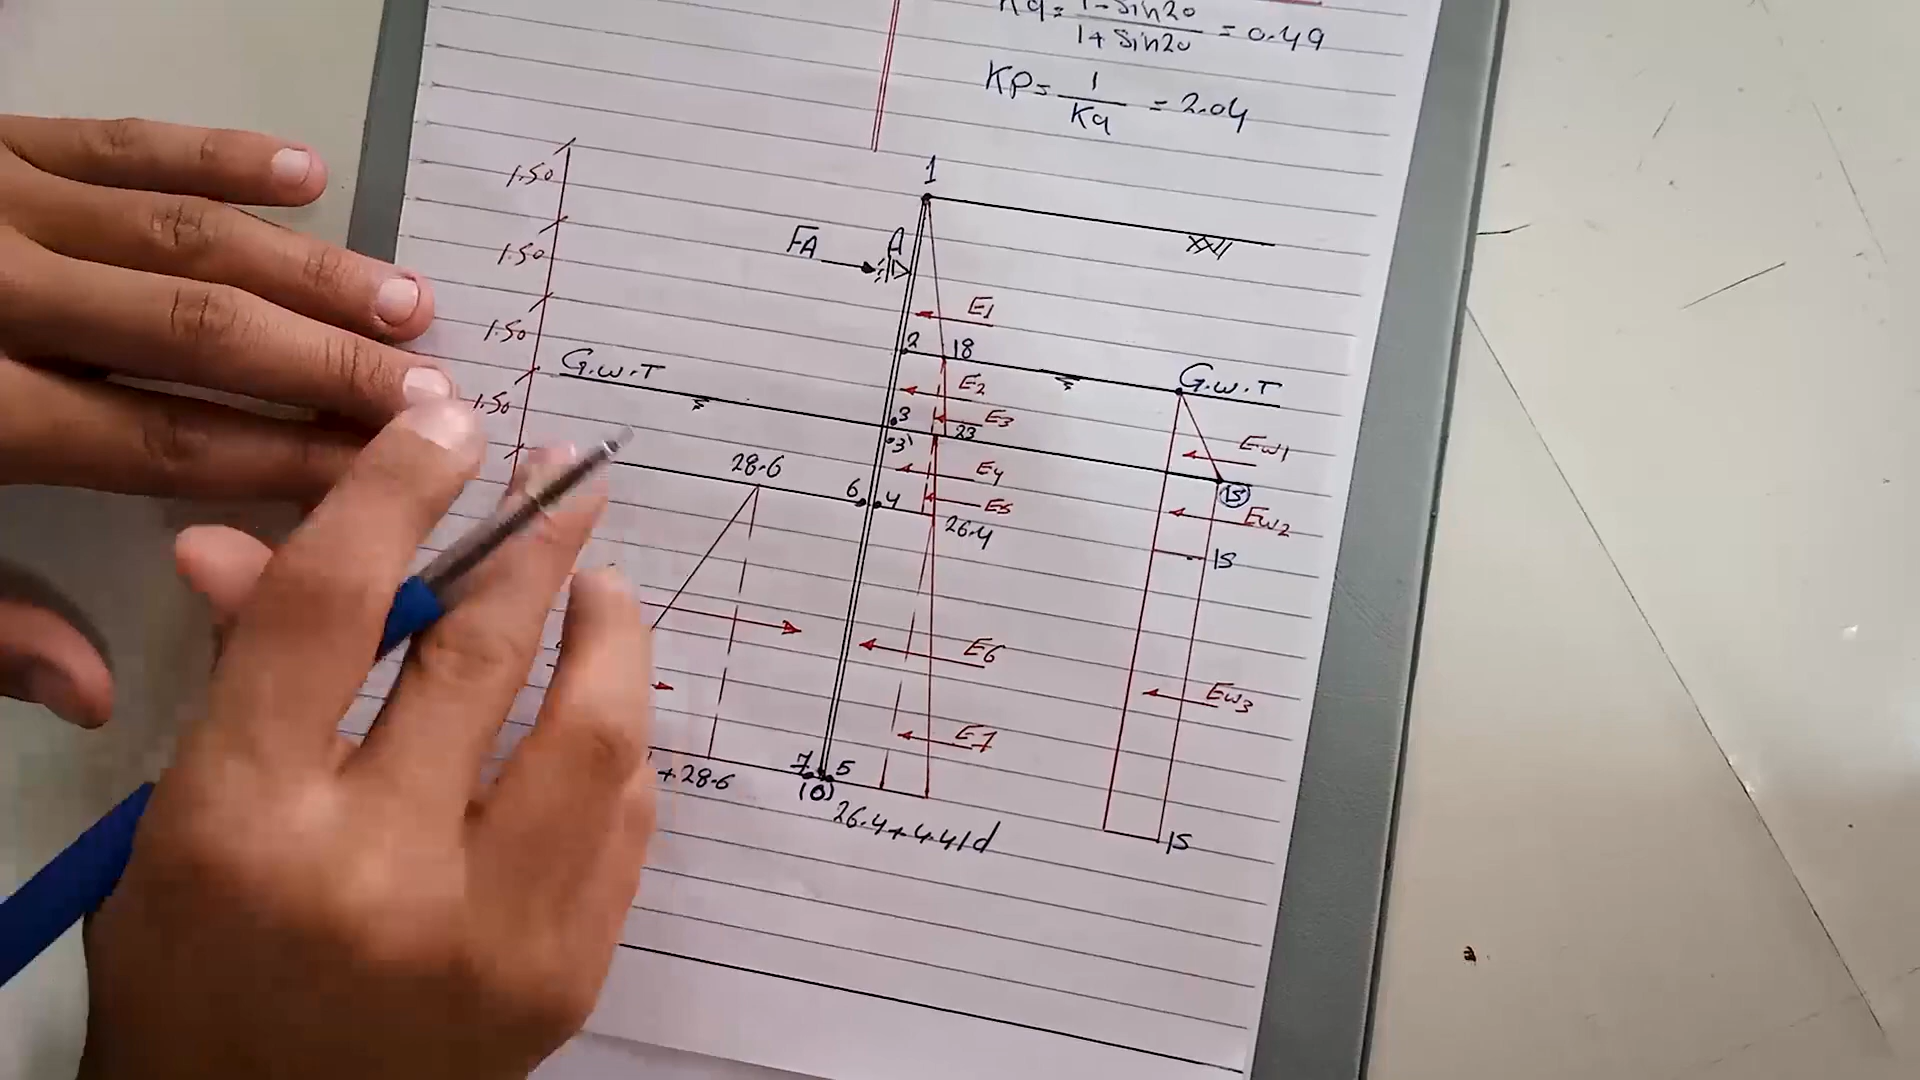 Ka = 1 - Sin20 / 1 + Sin20 = 0.49
KP = 1 / Ka = 2.04
1
1.50
FA
A
1.50
E1
1.50
2
18
G.W.T
G.W.T
E2
1.50
3
E3
23
3'
Ew1
28.6
E4
15
6
4
E5
Ew2
26.4
15
E6
Ew3
E7
7
5
+28.6
(0)
26.4+4.41d
15